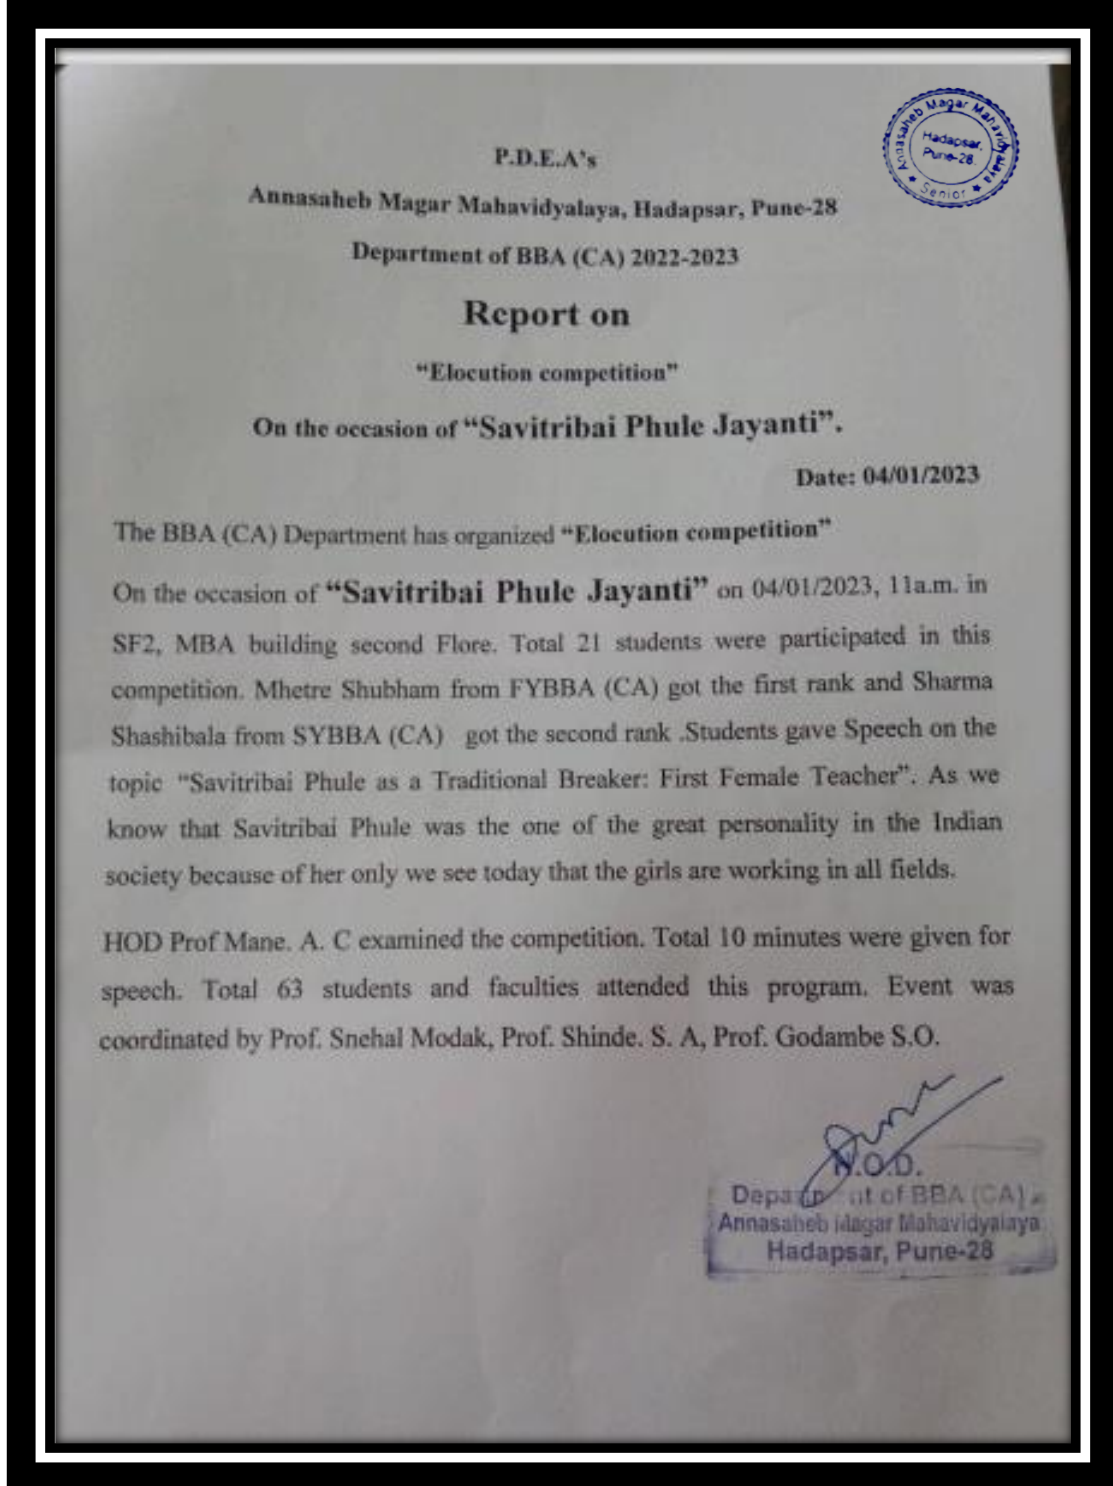 Annasaheb Magar Mahavidyalaya
Hadapsar,
Pune-28.
★ Senior ★
P.D.E.A's
Annasaheb Magar Mahavidyalaya, Hadapsar, Pune-28
Department of BBA (CA) 2022-2023
Report on
“Elocution competition”
On the occasion of “Savitribai Phule Jayanti”.
Date: 04/01/2023
The BBA (CA) Department has organized “Elocution competition”
On the occasion of “Savitribai Phule Jayanti” on 04/01/2023, 11a.m. in
SF2, MBA building second Flore. Total 21 students were participated in this
competition. Mhetre Shubham from FYBBA (CA) got the first rank and Sharma
Shashibala from SYBBA (CA) got the second rank .Students gave Speech on the
topic “Savitribai Phule as a Traditional Breaker: First Female Teacher”. As we
know that Savitribai Phule was the one of the great personality in the Indian
society because of her only we see today that the girls are working in all fields.
HOD Prof Mane. A. C examined the competition. Total 10 minutes were given for
speech. Total 63 students and faculties attended this program. Event was
coordinated by Prof. Snehal Modak, Prof. Shinde. S. A, Prof. Godambe S.O.
H.O.D.
Department of BBA (CA)
Annasaheb Magar Mahavidyalaya
Hadapsar, Pune-28